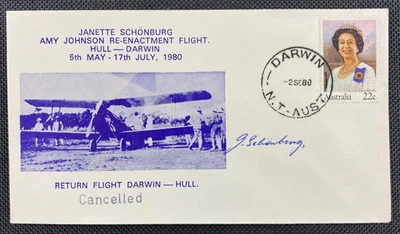 JANETTE SCHÖNBURG
AMY JOHNSON RE-ENACTMENT FLIGHT.
HULL — DARWIN
5th MAY - 17th JULY, 1980
DARWIN
-2SE80
N.T-AUST
Australia 22c
J. Schönburg.
RETURN FLIGHT DARWIN — HULL.
Cancelled